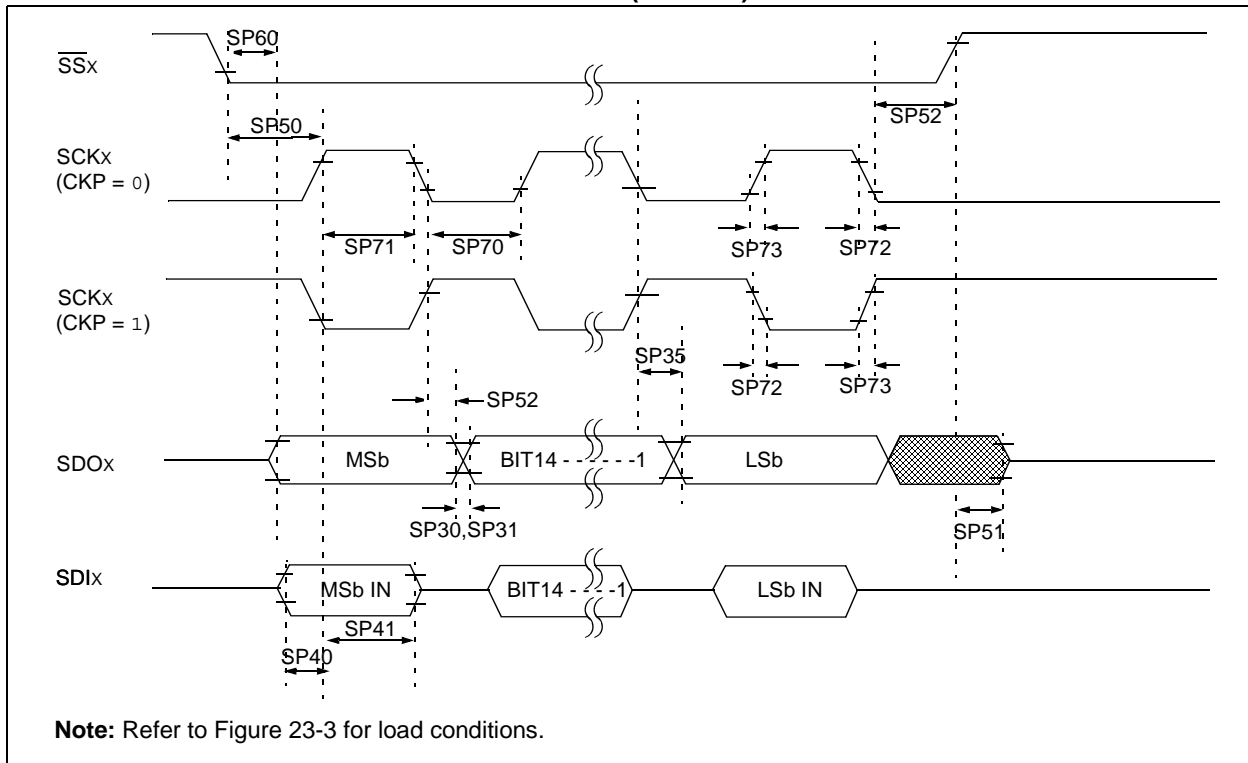 SP60
SSX
SP50
SP52
SCKX
(CKP = 0)
SP71
SP70
SP73
SP72
SCKX
(CKP = 1)
SP35
SP72
SP73
SP52
SDOX
MSb
BIT14 - - - - - -1
LSb
SP30,SP31
SP51
SDIX
MSb IN
BIT14 - - - -1
LSb IN
SP41
SP40
Note: Refer to Figure 23-3 for load conditions.